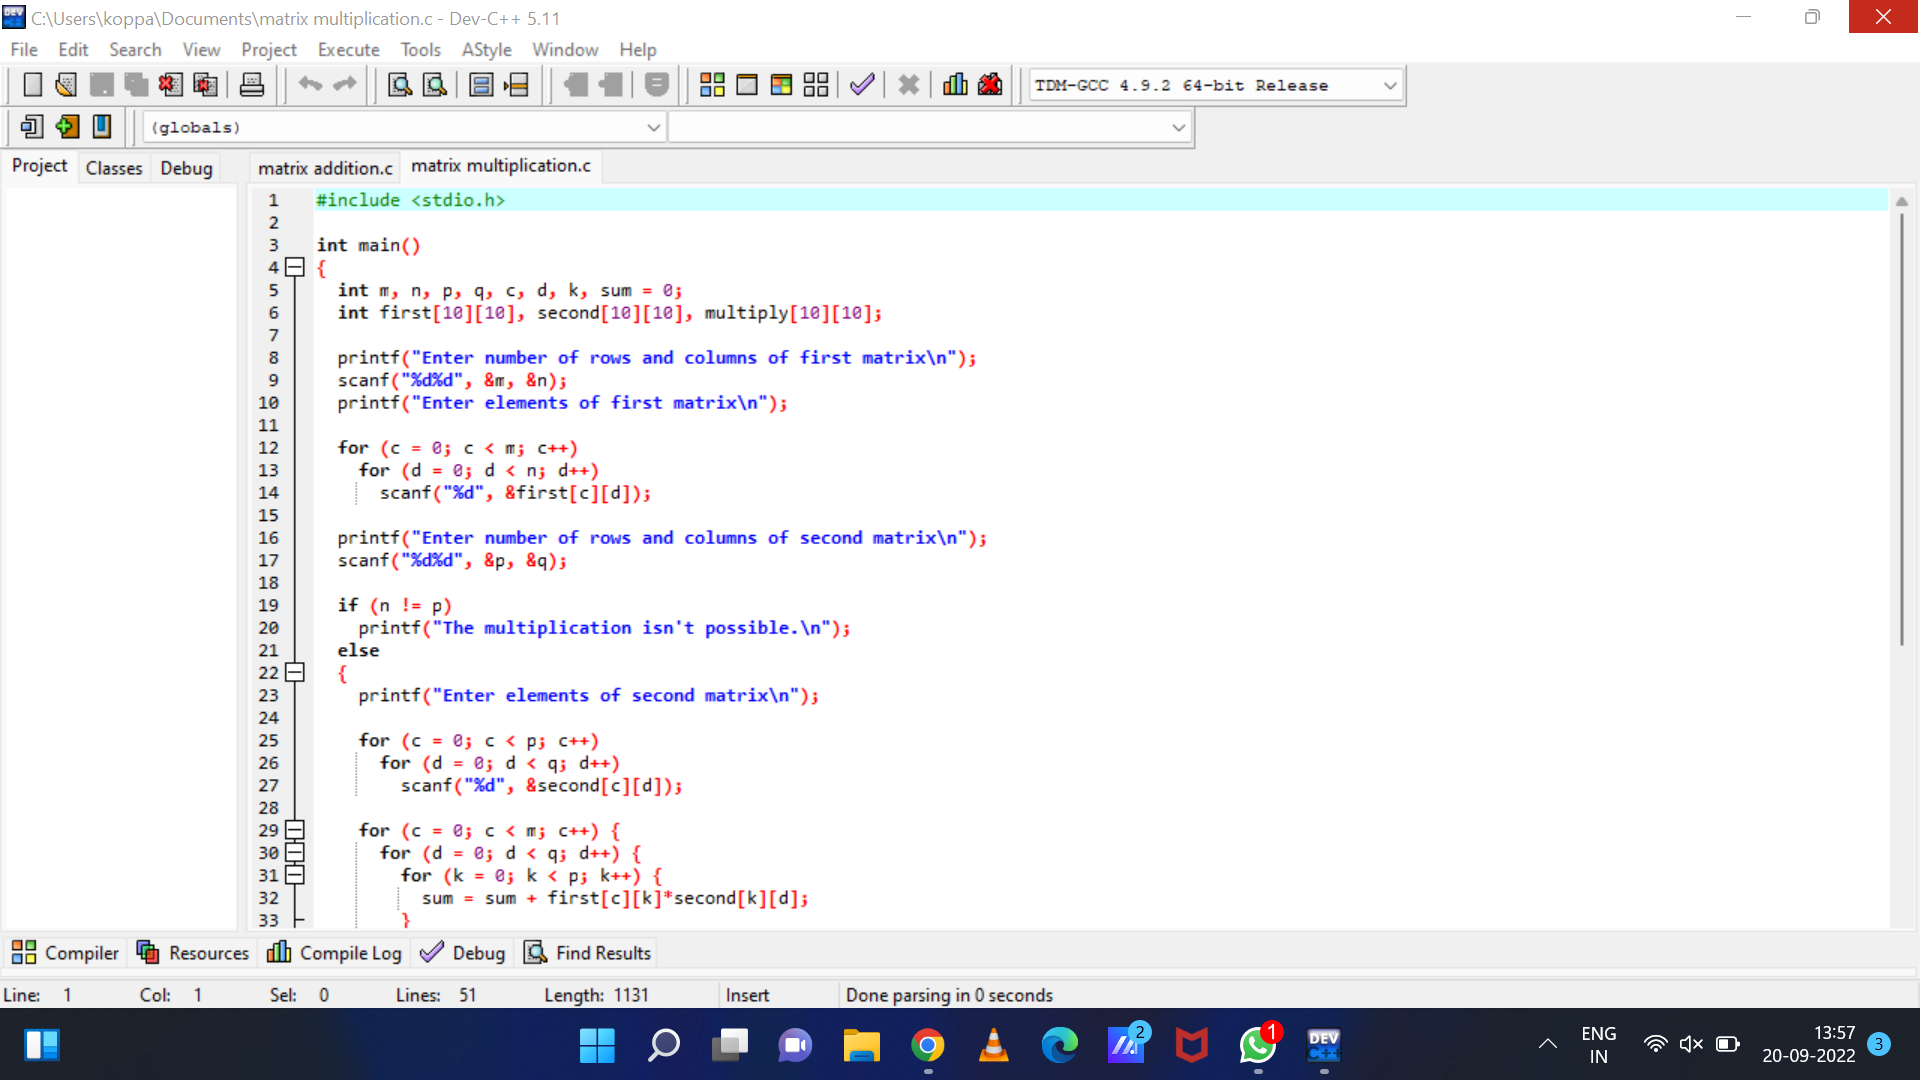 C:\Users\koppa\Documents\matrix multiplication.c - Dev-C++ 5.11
File Edit Search View Project Execute Tools AStyle Window Help
TDM-GCC 4.9.2 64-bit Release
(globals)
Project Classes Debug matrix addition.c matrix multiplication.c
1 #include <stdio.h>
2
3 int main()
4 {
5 int m, n, p, q, c, d, k, sum = 0;
6 int first[10][10], second[10][10], multiply[10][10];
7
8 printf("Enter number of rows and columns of first matrix\n");
9 scanf("%d%d", &m, &n);
10 printf("Enter elements of first matrix\n");
11
12 for (c = 0; c < m; c++)
13 for (d = 0; d < n; d++)
14 scanf("%d", &first[c][d]);
15
16 printf("Enter number of rows and columns of second matrix\n");
17 scanf("%d%d", &p, &q);
18
19 if (n != p)
20 printf("The multiplication isn't possible.\n");
21 else
22 {
23 printf("Enter elements of second matrix\n");
24
25 for (c = 0; c < p; c++)
26 for (d = 0; d < q; d++)
27 scanf("%d", &second[c][d]);
28
29 for (c = 0; c < m; c++) {
30 for (d = 0; d < q; d++) {
31 for (k = 0; k < p; k++) {
32 sum = sum + first[c][k]*second[k][d];
33 }
Compiler Resources Compile Log Debug Find Results
Line: 1 Col: 1 Sel: 0 Lines: 51 Length: 1131 Insert Done parsing in 0 seconds
2 1 DEV C++ ENG 13:57 3
IN 20-09-2022